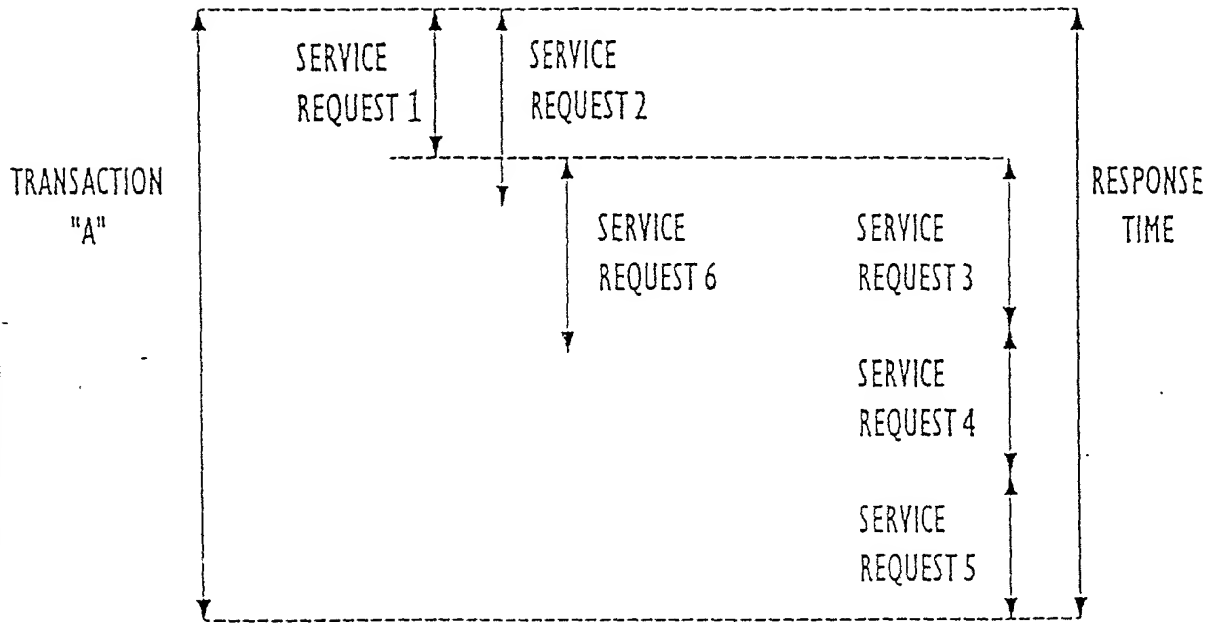 SERVICE
REQUEST 1
SERVICE
REQUEST 2
TRANSACTION
"A"
RESPONSE
TIME
SERVICE
REQUEST 6
SERVICE
REQUEST 3
SERVICE
REQUEST 4
SERVICE
REQUEST 5